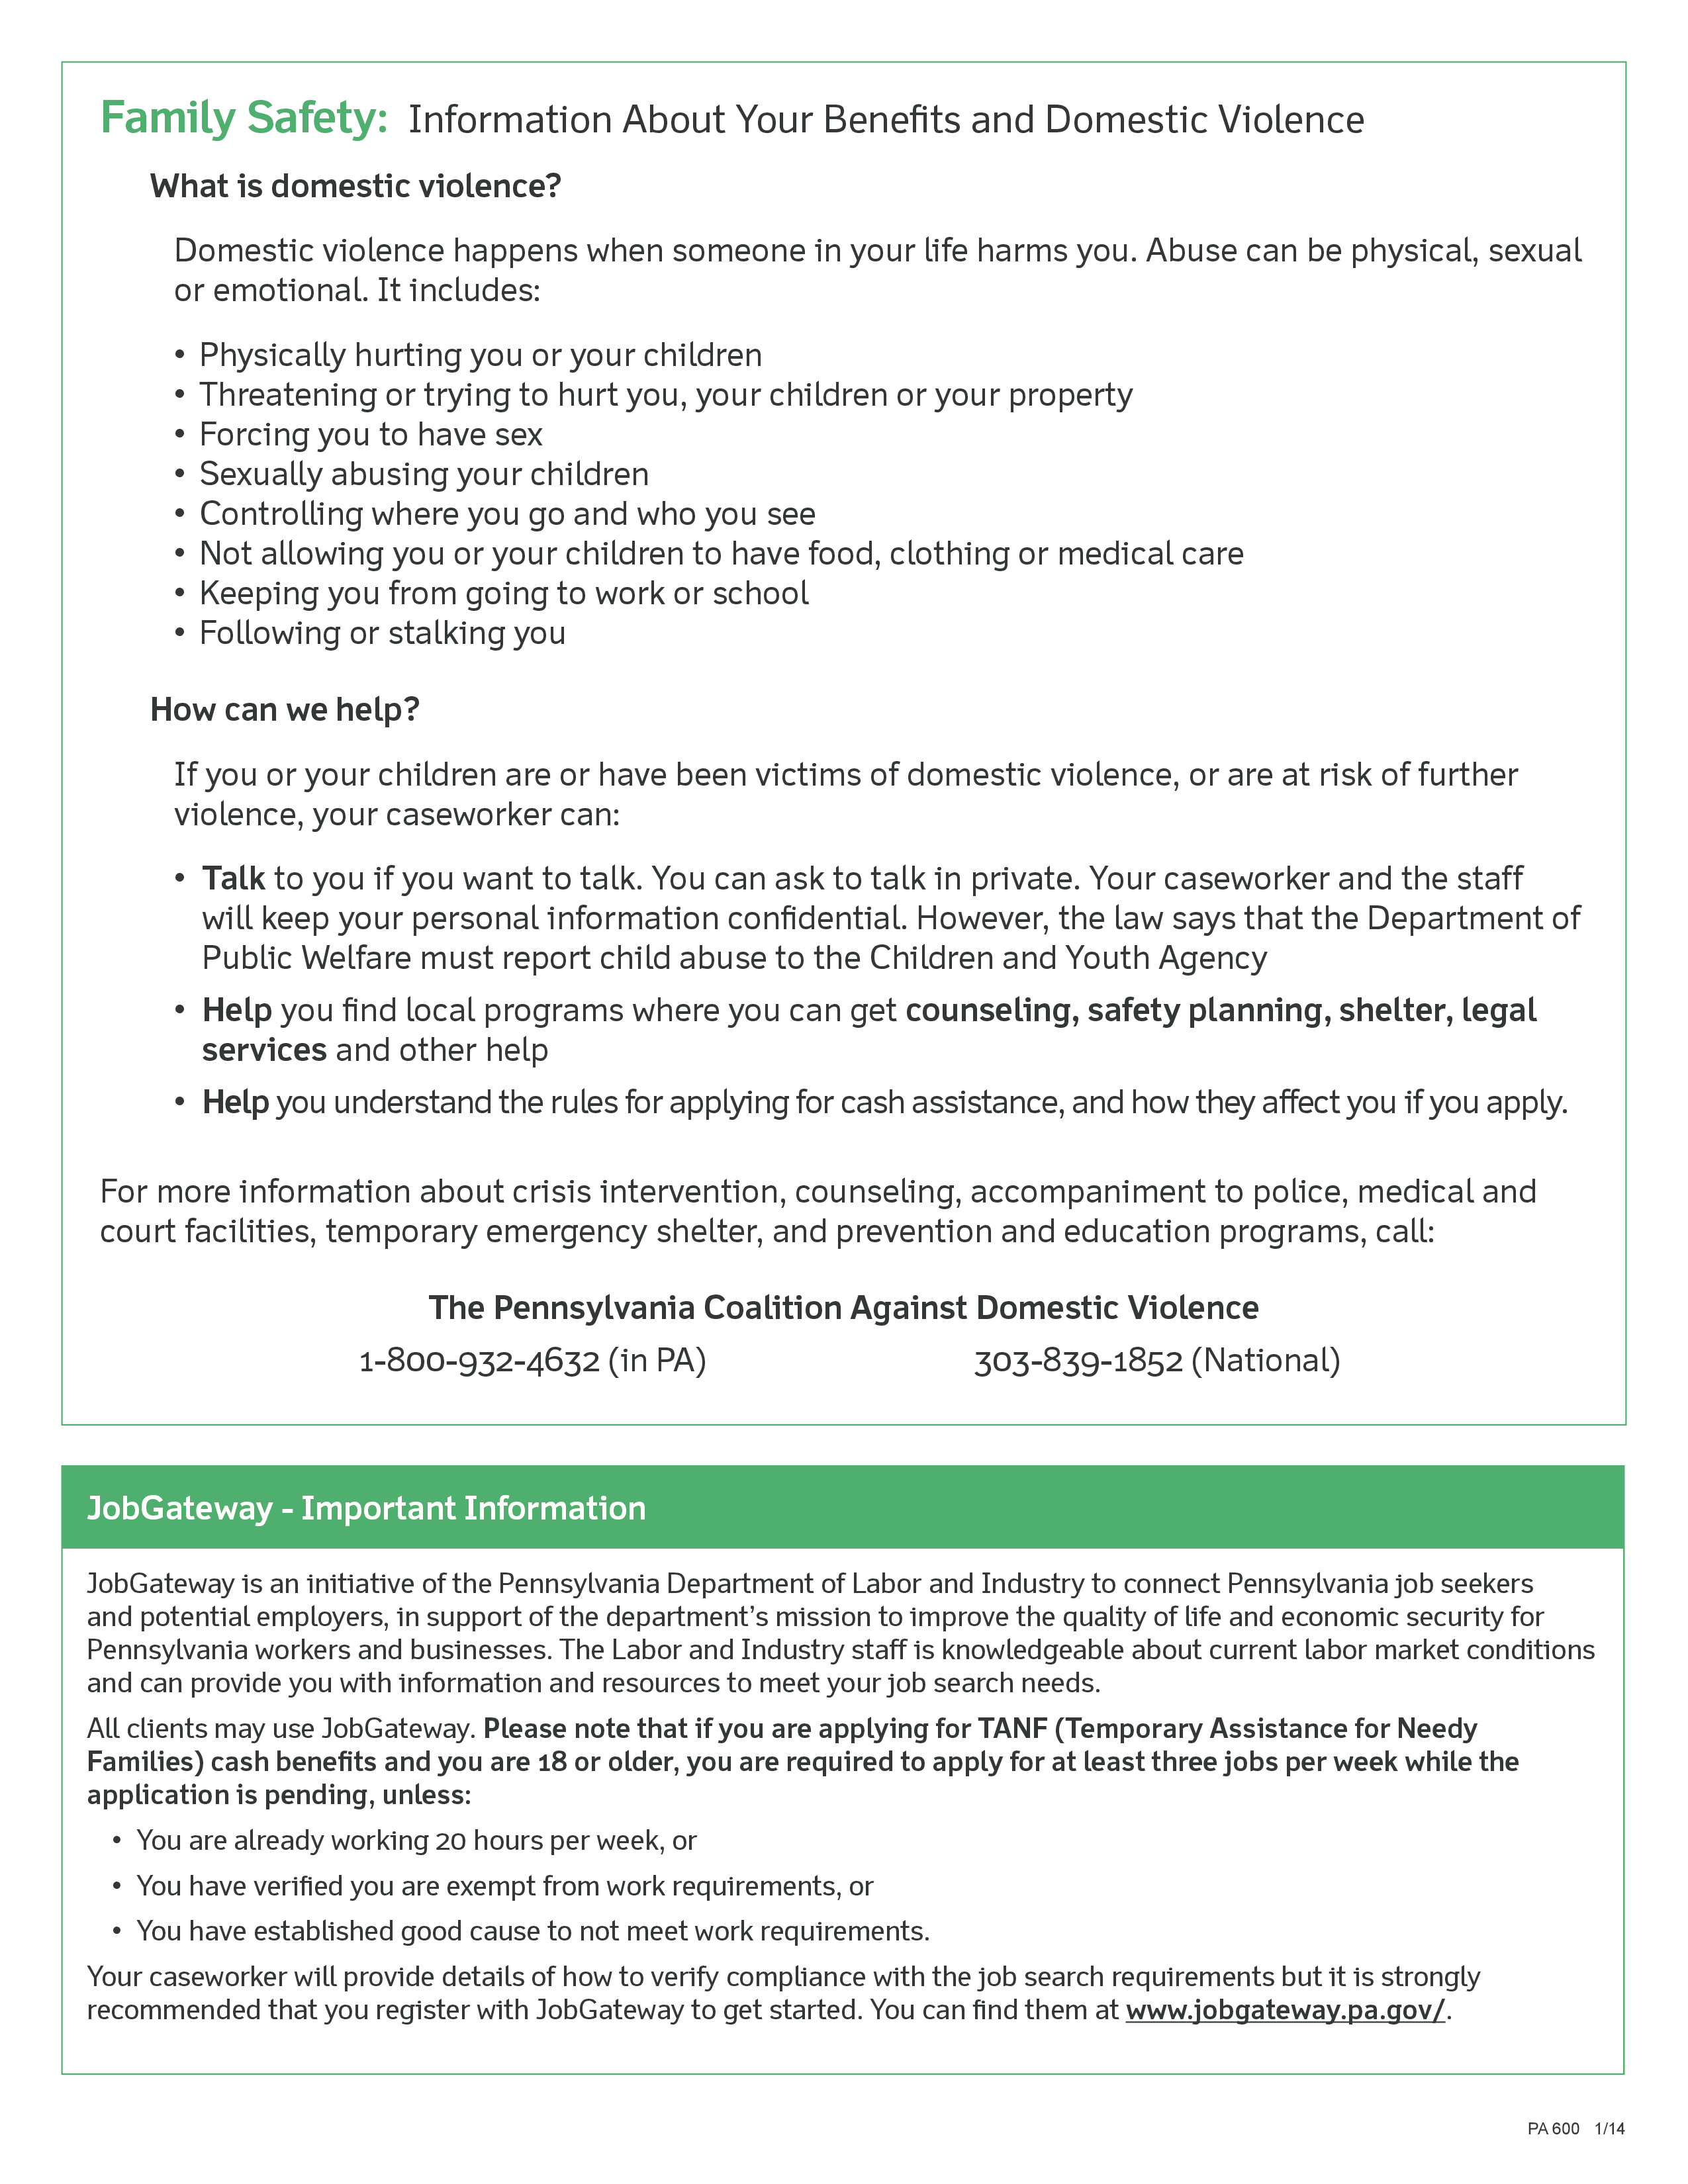 Family Safety: Information About Your Benefits and Domestic Violence
What is domestic violence?
Domestic violence happens when someone in your life harms you. Abuse can be physical, sexual
or emotional. It includes:
• Physically hurting you or your children
• Threatening or trying to hurt you, your children or your property
• Forcing you to have sex
• Sexually abusing your children
• Controlling where you go and who you see
• Not allowing you or your children to have food, clothing or medical care
• Keeping you from going to work or school
• Following or stalking you
How can we help?
If you or your children are or have been victims of domestic violence, or are at risk of further
violence, your caseworker can:
• Talk to you if you want to talk. You can ask to talk in private. Your caseworker and the staff
will keep your personal information confidential. However, the law says that the Department of
Public Welfare must report child abuse to the Children and Youth Agency
• Help you find local programs where you can get counseling, safety planning, shelter, legal
services and other help
• Help you understand the rules for applying for cash assistance, and how they affect you if you apply.
For more information about crisis intervention, counseling, accompaniment to police, medical and
court facilities, temporary emergency shelter, and prevention and education programs, call:
The Pennsylvania Coalition Against Domestic Violence
1-800-932-4632 (in PA) 303-839-1852 (National)
JobGateway - Important Information
JobGateway is an initiative of the Pennsylvania Department of Labor and Industry to connect Pennsylvania job seekers
and potential employers, in support of the department’s mission to improve the quality of life and economic security for
Pennsylvania workers and businesses. The Labor and Industry staff is knowledgeable about current labor market conditions
and can provide you with information and resources to meet your job search needs.
All clients may use JobGateway. Please note that if you are applying for TANF (Temporary Assistance for Needy
Families) cash benefits and you are 18 or older, you are required to apply for at least three jobs per week while the
application is pending, unless:
• You are already working 20 hours per week, or
• You have verified you are exempt from work requirements, or
• You have established good cause to not meet work requirements.
Your caseworker will provide details of how to verify compliance with the job search requirements but it is strongly
recommended that you register with JobGateway to get started. You can find them at www.jobgateway.pa.gov/.
PA 600 1/14